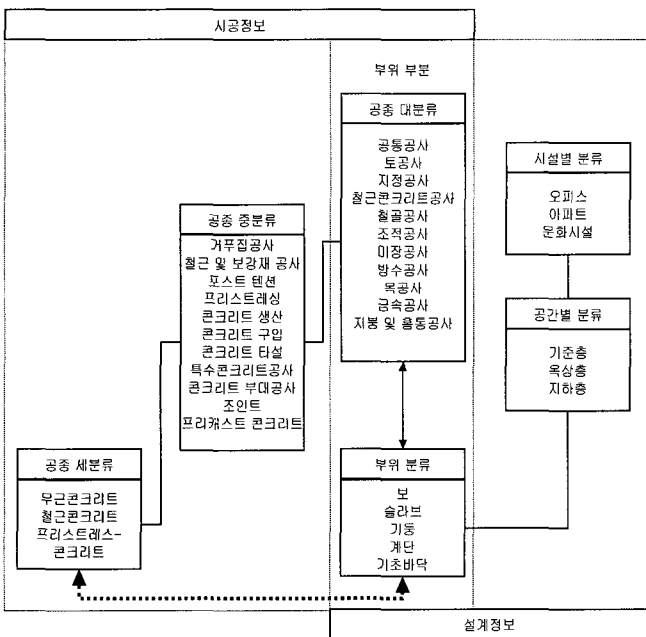 시공정보
부위 부분
공종 대분류
공통공사
토공사
지정공사
철근콘크리트공사
철골공사
조적공사
미장공사
방수공사
목공사
금속공사
지붕 및 홈통공사
시설별 분류
오피스
아파트
문화시설
공종 중분류
거푸집공사
철근 및 보강재 공사
포스트 텐션
프리스트레싱
콘크리트 생산
콘크리트 구입
콘크리트 타설
특수콘크리트공사
콘크리트 부대공사
조인트
프리캐스트 콘크리트
공간별 분류
기준층
옥상층
지하층
공종 세분류
무근콘크리트
철근콘크리트
프리스트레스-
콘크리트
부위 분류
보
슬라브
기둥
계단
기초바닥
설계정보